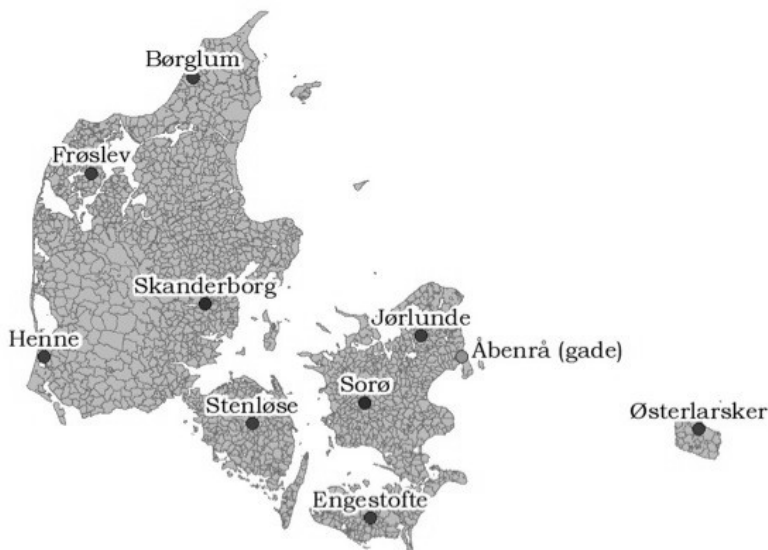 Børglum
Frøslev
Skanderborg
Jørlunde
Henne
Åbenrå (gade)
Sorø
Stenløse
Østerlarsker
Engestofte